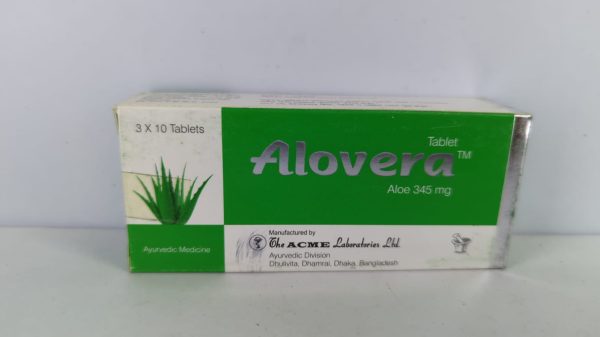 3 X 10 Tablets
Tablet
Alovera™
Aloe 345 mg
Ayurvedic Medicine
Manufactured by
The ACME Laboratories Ltd.
Ayurvedic Division
Dhulivita, Dhamrai, Dhaka, Bangladesh